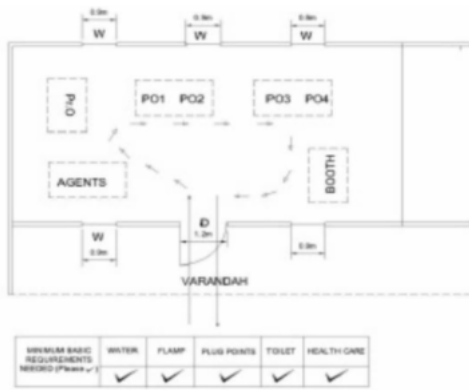 0.9m 0.9m 0.9m
W W W
PrO
PO1 PO2
PO3 PO4
AGENTS
BOOTH
W
0.9m
D
1.2m
0.9m
VARANDAH
MINIMUM BASIC
REQUIREMENTS
NEEDED (Please ✓)
WATER
PLUG POINTS
TOILET
HEALTH CARE
✓ ✓ ✓ ✓ ✓